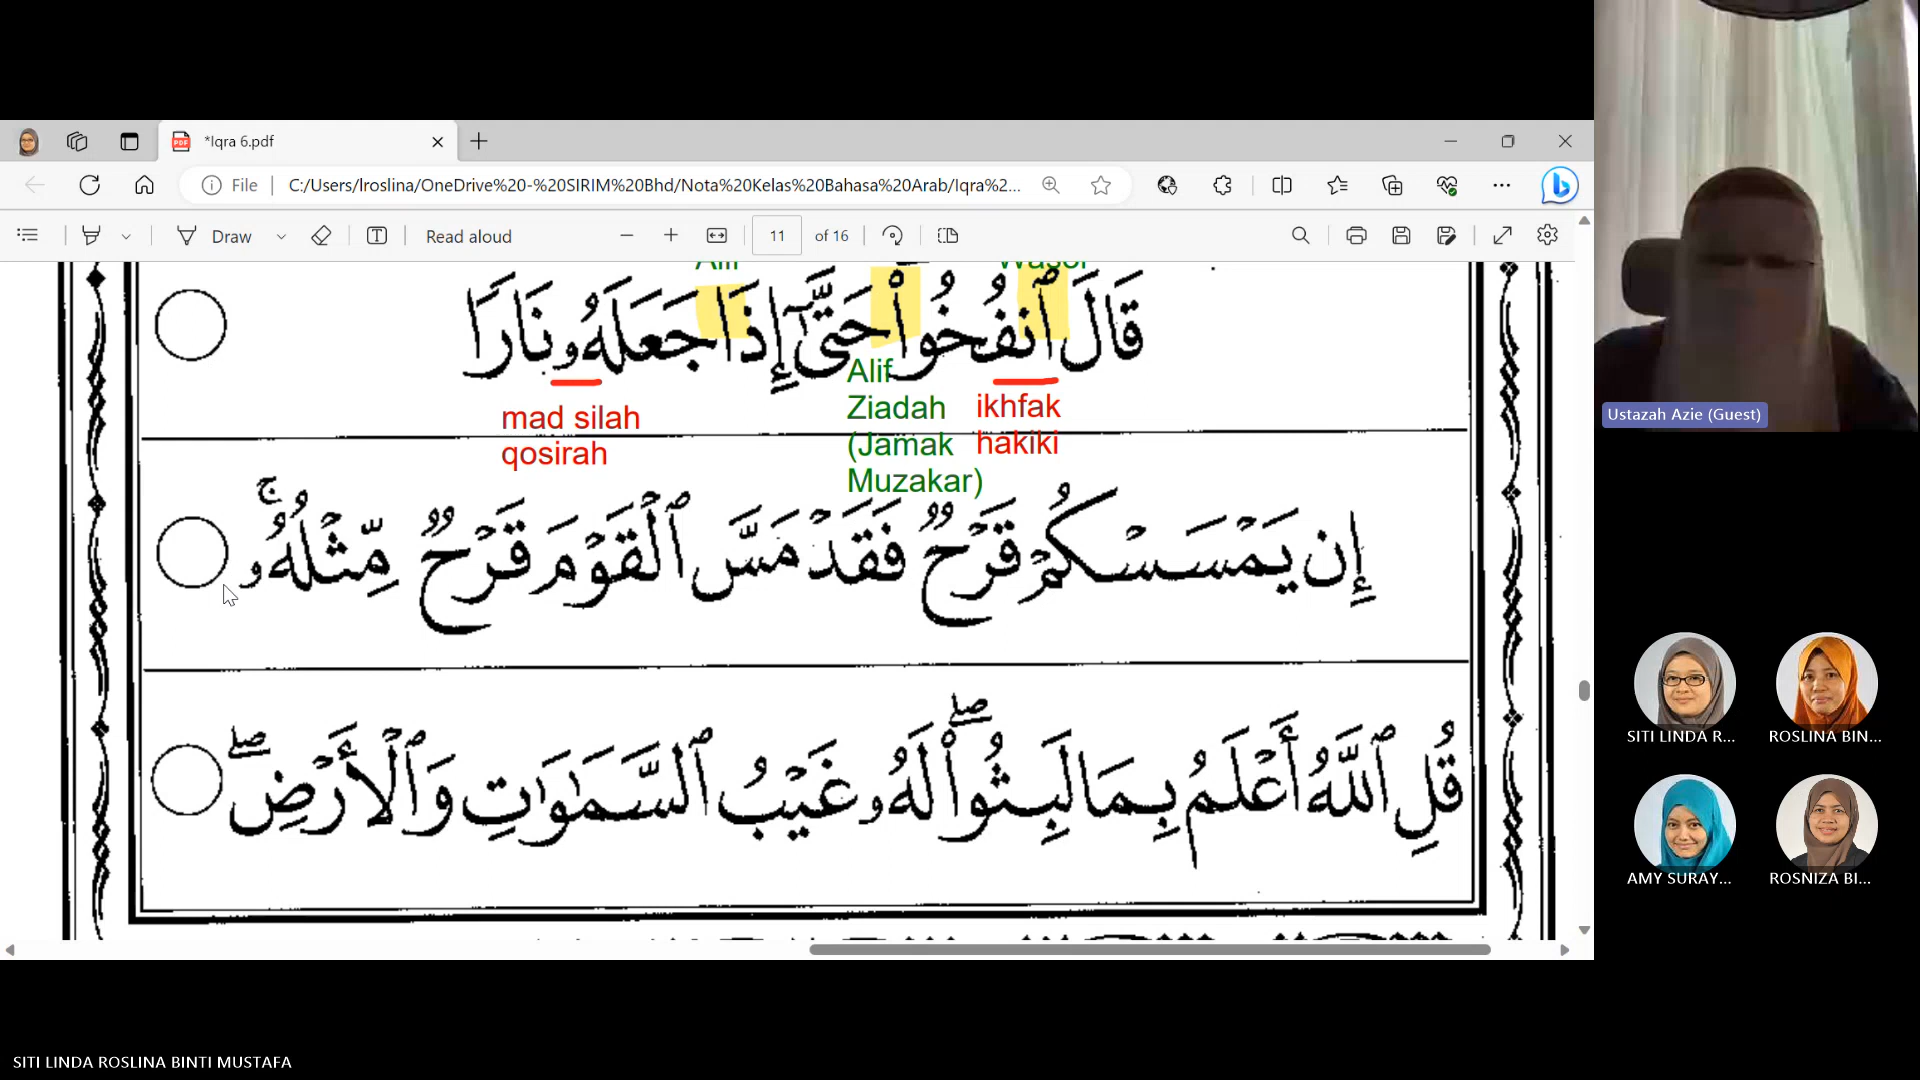 *Iqra 6.pdf
File
C:/Users/lroslina/OneDrive%20-%20SIRIM%20Bhd/Nota%20Kelas%20Bahasa%20Arab/Iqra%2...
Draw
Read aloud
11
of 16
Alif
Wasol
قَالَ ٱنفُخُوا۟ حَتَّىٰٓ إِذَا جَعَلَهُۥ نَارًا
Alif
Ziadah
(Jamak
Muzakar)
ikhfak
hakiki
mad silah
qosirah
إِن يَمْسَسْكُمْ قَرْحٌ فَقَدْ مَسَّ ٱلْقَوْمَ قَرْحٌ مِّثْلُهُۥ ۚ
قُلِ ٱللَّهُ أَعْلَمُ بِمَا لَبِثُوا۟ ۖ لَهُۥ غَيْبُ ٱلسَّمَـٰوَٰتِ وَٱلْأَرْضِ ۖ
Ustazah Azie (Guest)
SITI LINDA R...
ROSLINA BIN...
AMY SURAY...
ROSNIZA BI...
SITI LINDA ROSLINA BINTI MUSTAFA